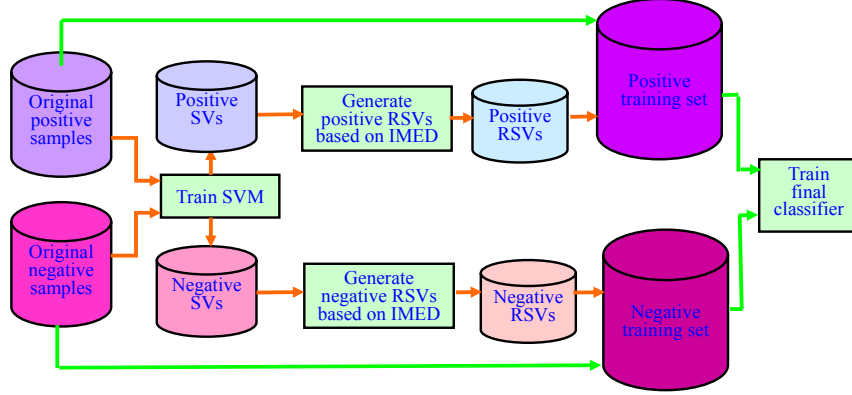 Original
positive
samples
Positive
SVs
Generate
positive RSVs
based on IMED
Positive
RSVs
Positive
training set
Train SVM
Train
final
classifier
Original
negative
samples
Negative
SVs
Generate
negative RSVs
based on IMED
Negative
RSVs
Negative
training set